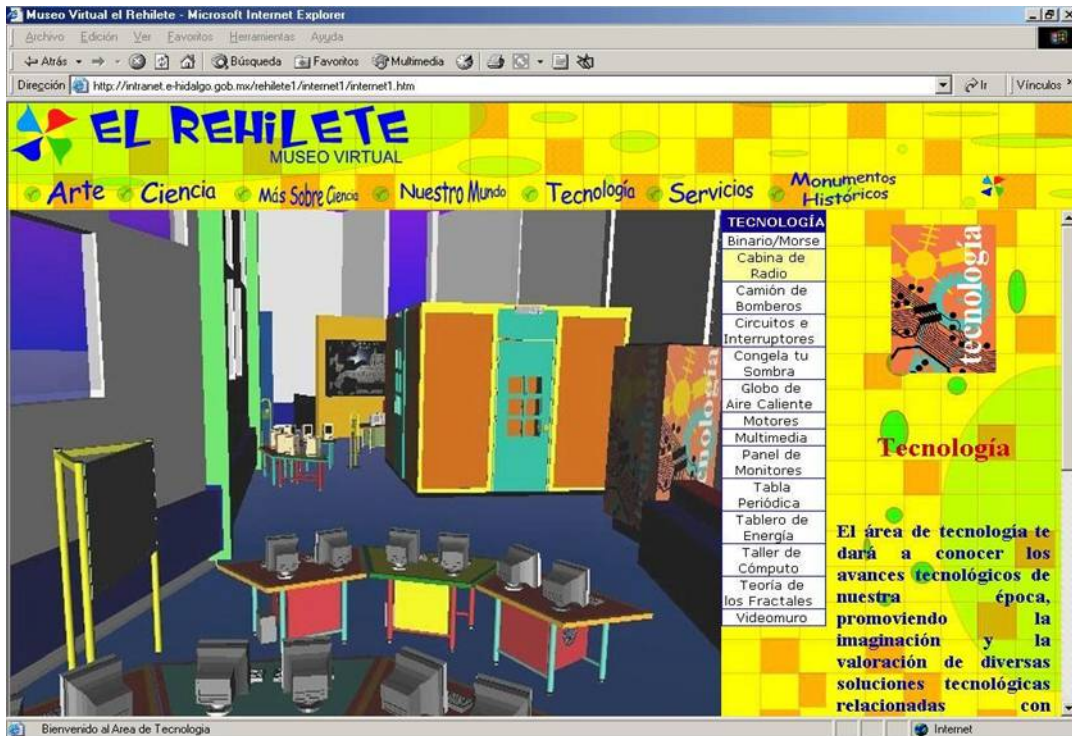 Museo Virtual el Rehilete - Microsoft Internet Explorer
Archivo Edición Ver Favoritos Herramientas Ayuda
Atrás Búsqueda Favoritos Multimedia
Dirección http://intranet.e-hidalgo.gob.mx/rehilete1/internet1/internet1.htm Ir Vínculos
EL REHiLETE
MUSEO VIRTUAL
Arte Ciencia Más Sobre Ciencia Nuestro Mundo Tecnología Servicios Monumentos Históricos
TECNOLOGÍA
Binario/Morse
Cabina de
Radio
Camión de
Bomberos
Circuitos e
Interruptores
Congela tu
Sombra
Globo de
Aire Caliente
Motores
Multimedia
Panel de
Monitores
Tabla
Periódica
Tablero de
Energía
Taller de
Cómputo
Teoría de
los Fractales
Videomuro
tecnología
Tecnología
El área de tecnología te
dará a conocer los
avances tecnológicos de
nuestra época,
promoviendo la
imaginación y la
valoración de diversas
soluciones tecnológicas
relacionadas con
tecnología
nología
Bienvenido al Area de Tecnologia Internet